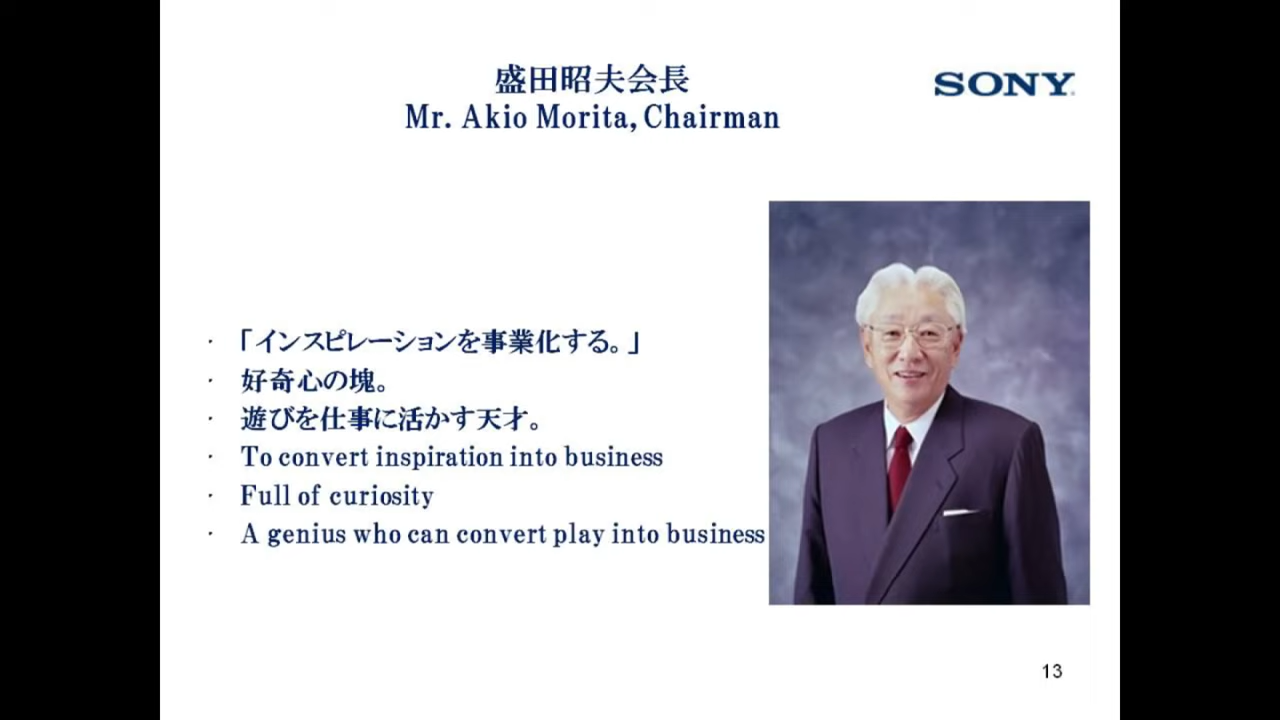 盛田昭夫会長
Mr. Akio Morita, Chairman
SONY
・ 「インスピレーションを事業化する。」
・ 好奇心の塊。
・ 遊びを仕事に活かす天才。
・ To convert inspiration into business
・ Full of curiosity
・ A genius who can convert play into business
13